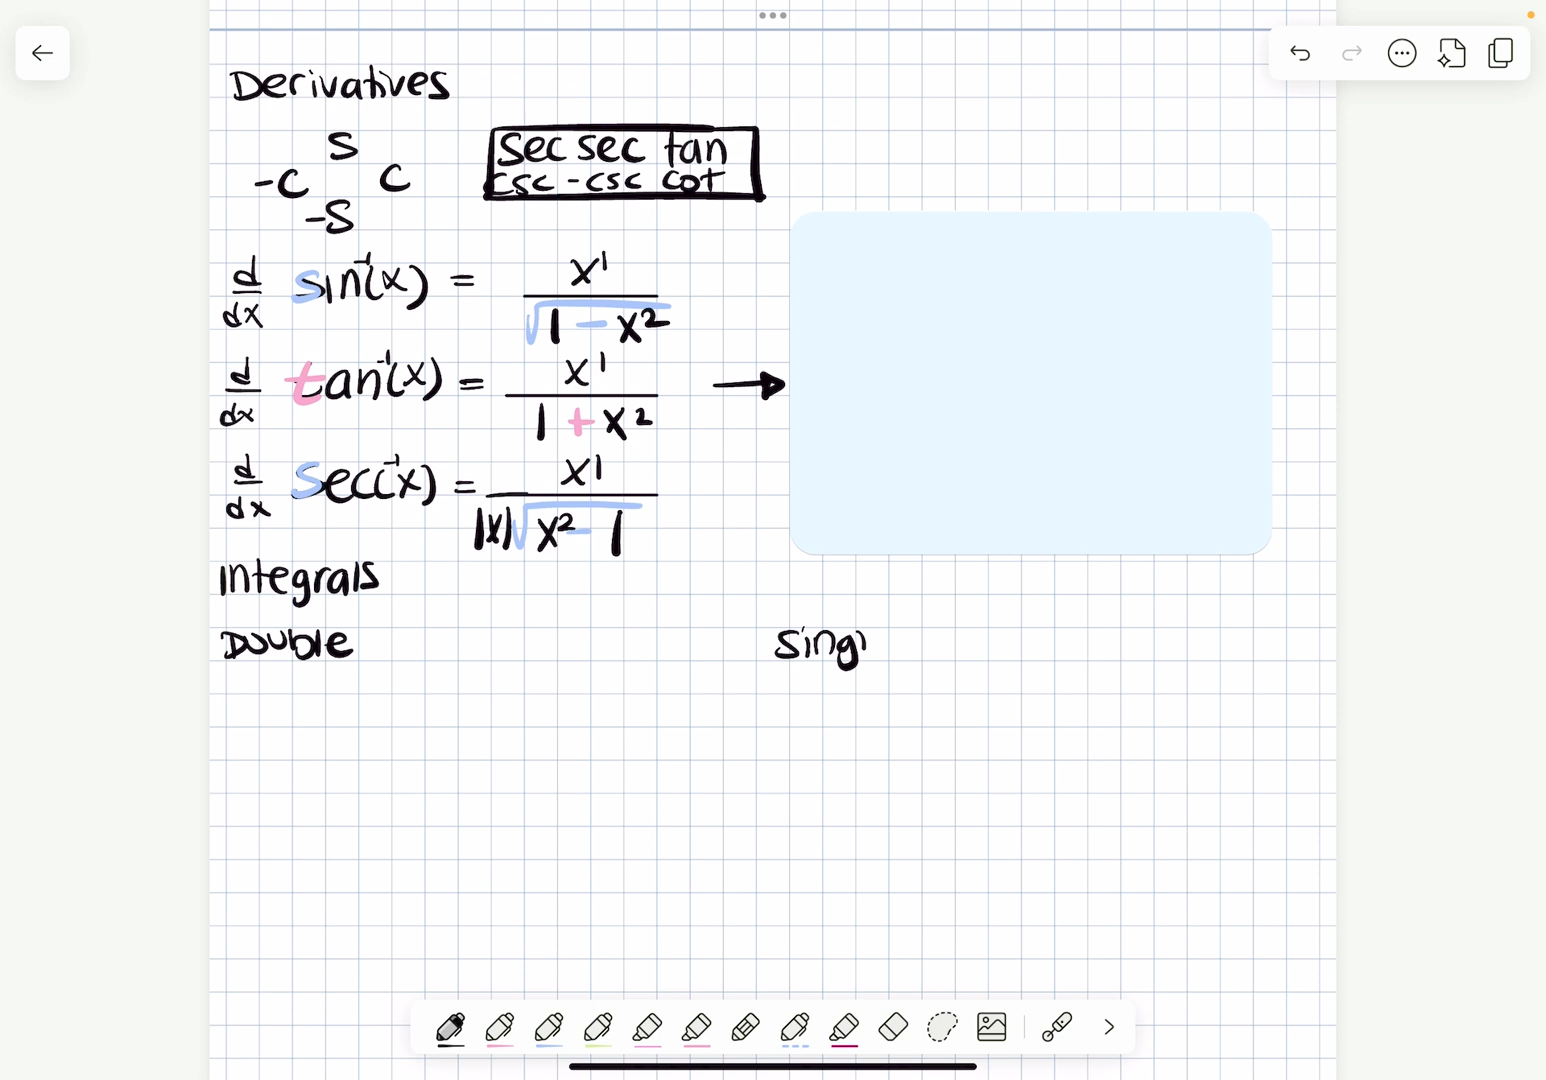 Derivatives
S
-C C
-S
sec sec tan
csc -csc cot
d/dx sin⁻¹(x) = x'/√(1 - x²)
d/dx tan⁻¹(x) = x'/(1 + x²)
d/dx sec⁻¹(x) = x'/(|x|√(x² - 1))
Integrals
Double Singl